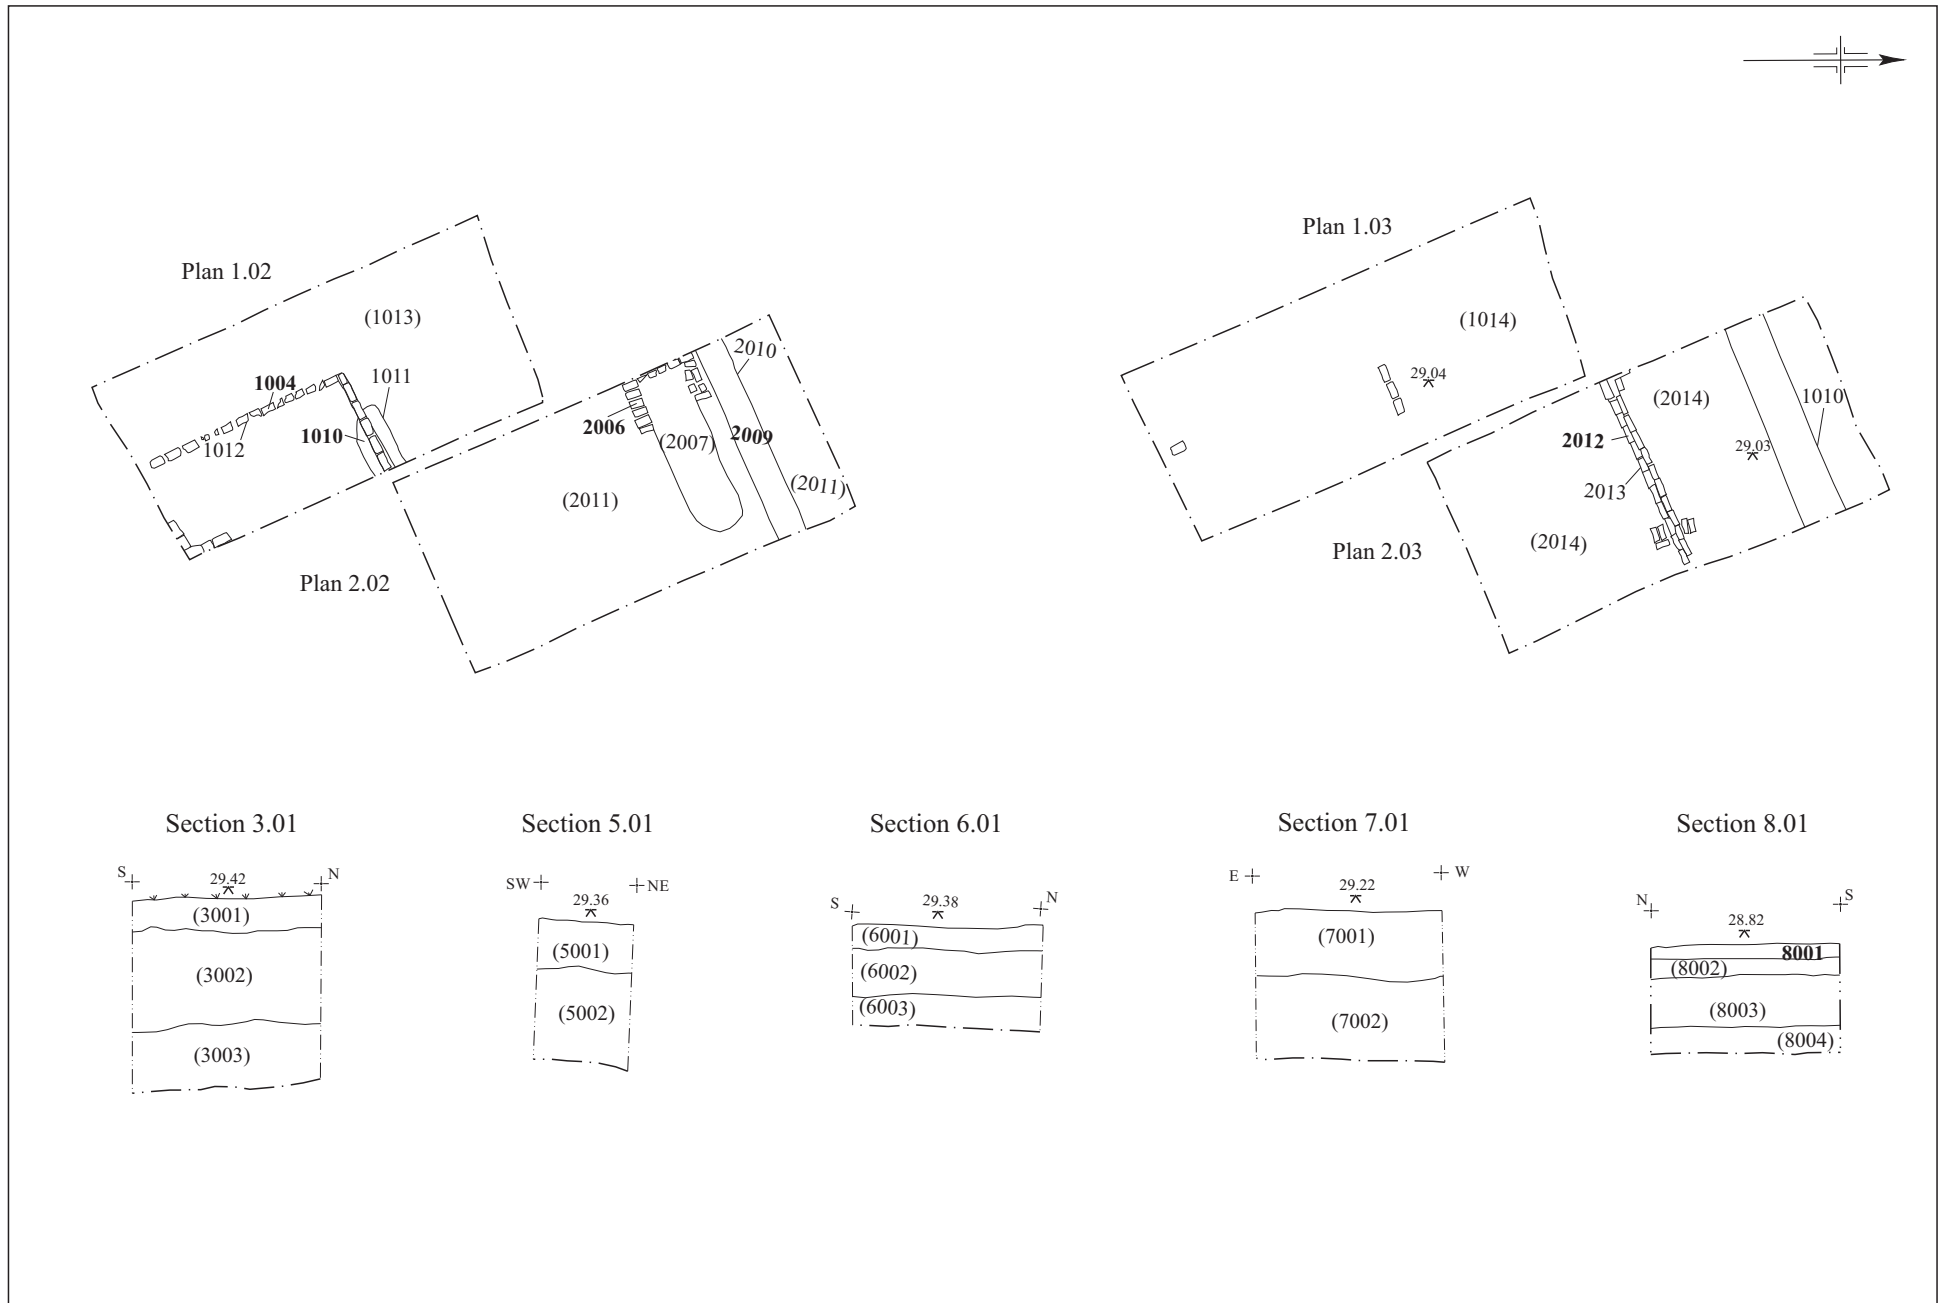 Plan 1.02
(1013)
1004
1011
1012
1010
Plan 2.02
2010
2006
(2007)
2009
(2011)
(2011)
Plan 1.03
(1014)
29.04
Plan 2.03
(2014)
1010
2012
29.03
2013
(2014)
Section 3.01
S
N
29.42
(3001)
(3002)
(3003)
Section 5.01
SW
NE
29.36
(5001)
(5002)
Section 6.01
S
N
29.38
(6001)
(6002)
(6003)
Section 7.01
E
W
29.22
(7001)
(7002)
Section 8.01
N
S
28.82
8001
(8002)
(8003)
(8004)